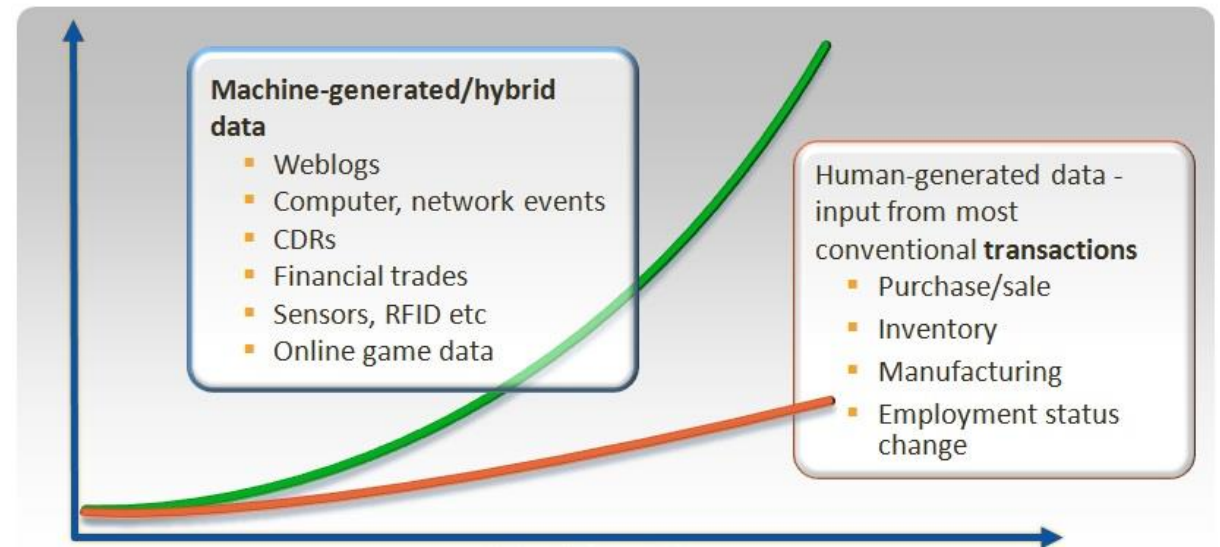 Machine-generated/hybrid
data
▪ Weblogs
▪ Computer, network events
▪ CDRs
▪ Financial trades
▪ Sensors, RFID etc
▪ Online game data
Human-generated data -
input from most
conventional transactions
▪ Purchase/sale
▪ Inventory
▪ Manufacturing
▪ Employment status
change